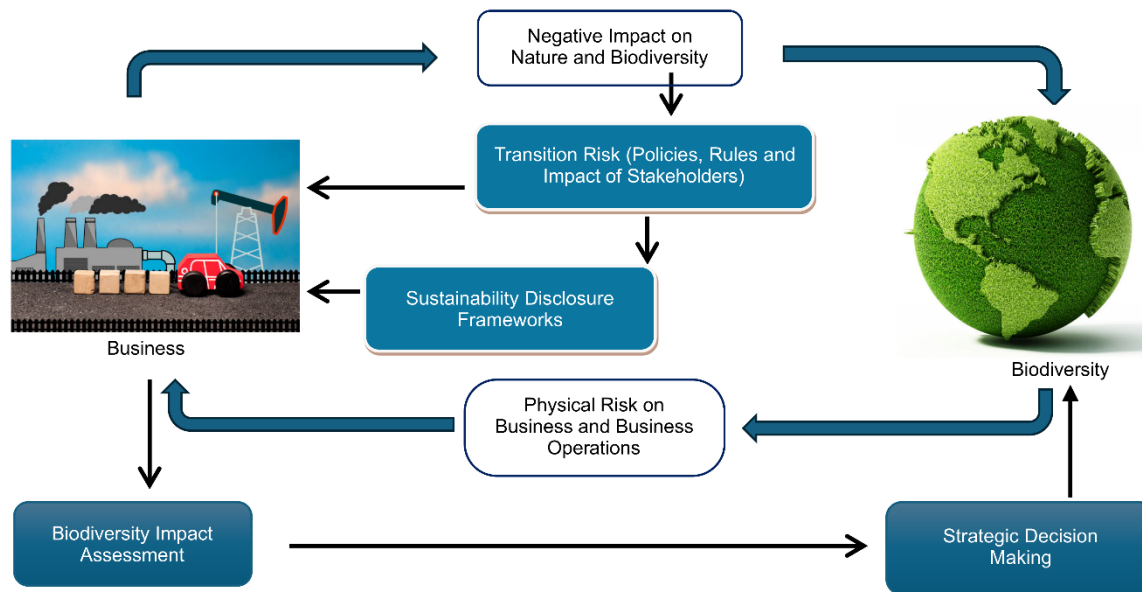 Negative Impact on
Nature and Biodiversity
Transition Risk (Policies, Rules and
Impact of Stakeholders)
Sustainability Disclosure
Frameworks
Business
Biodiversity
Physical Risk on
Business and Business
Operations
Biodiversity Impact
Assessment
Strategic Decision
Making